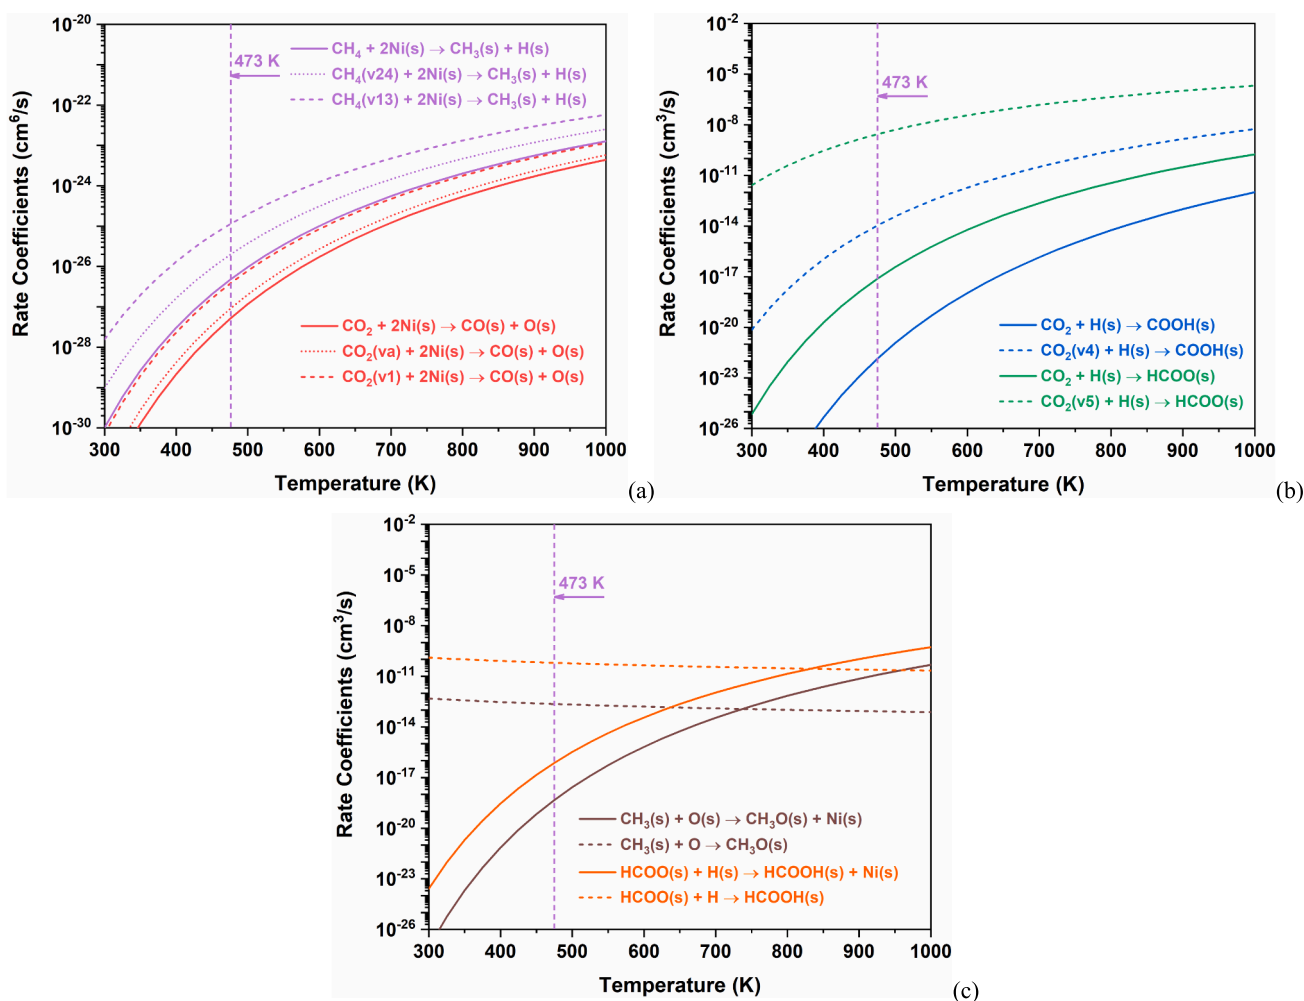 10⁻²⁰
10⁻²²
10⁻²⁴
10⁻²⁶
10⁻²⁸
10⁻³⁰
Rate Coefficients (cm⁶/s)
473 K
CH₄ + 2Ni(s) → CH₃(s) + H(s)
CH₄(v24) + 2Ni(s) → CH₃(s) + H(s)
CH₄(v13) + 2Ni(s) → CH₃(s) + H(s)
CO₂ + 2Ni(s) → CO(s) + O(s)
CO₂(va) + 2Ni(s) → CO(s) + O(s)
CO₂(v1) + 2Ni(s) → CO(s) + O(s)
300 400 500 600 700 800 900 1000
Temperature (K)
(a)
10⁻²
10⁻⁵
10⁻⁸
10⁻¹¹
10⁻¹⁴
10⁻¹⁷
10⁻²⁰
10⁻²³
10⁻²⁶
Rate Coefficients (cm³/s)
473 K
CO₂ + H(s) → COOH(s)
CO₂(v4) + H(s) → COOH(s)
CO₂ + H(s) → HCOO(s)
CO₂(v5) + H(s) → HCOO(s)
300 400 500 600 700 800 900 1000
Temperature (K)
(b)
10⁻²
10⁻⁵
10⁻⁸
10⁻¹¹
10⁻¹⁴
10⁻¹⁷
10⁻²⁰
10⁻²³
10⁻²⁶
Rate Coefficients (cm³/s)
473 K
CH₃(s) + O(s) → CH₃O(s) + Ni(s)
CH₃(s) + O → CH₃O(s)
HCOO(s) + H(s) → HCOOH(s) + Ni(s)
HCOO(s) + H → HCOOH(s)
300 400 500 600 700 800 900 1000
Temperature (K)
(c)